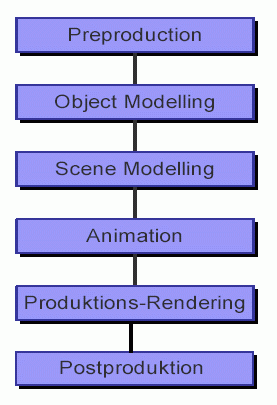 Preproduction
Object Modelling
Scene Modelling
Animation
Produktions-Rendering
Postproduktion